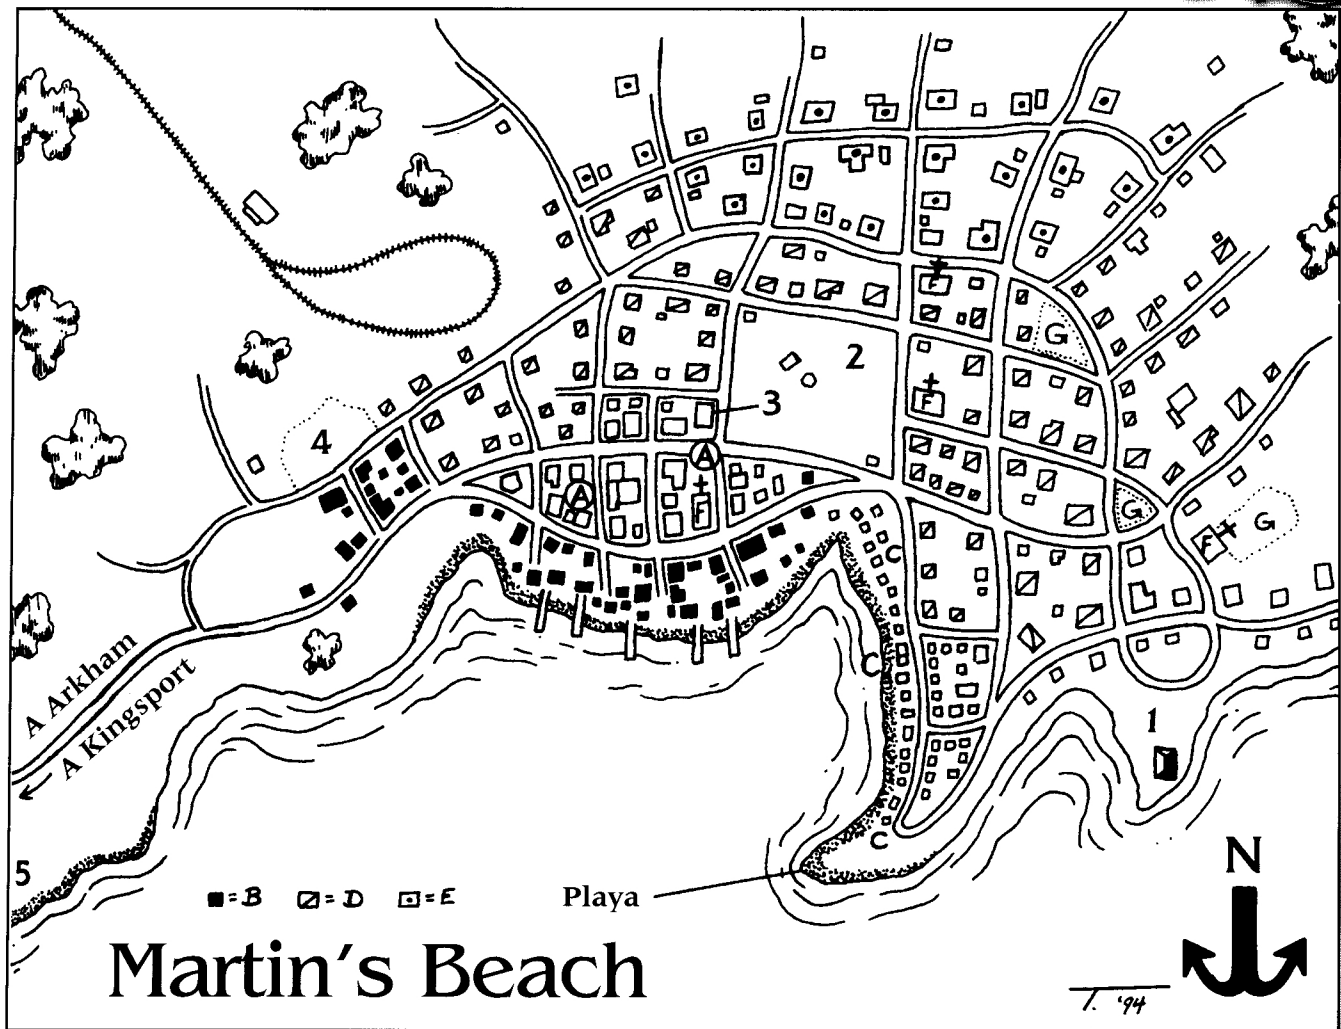 2
3
4
A
A
F
F
F
F
G
G
G
C
C
C
A Arkham
A Kingsport
1
N
5
■=B ⍁=D ⊡=E
Playa
Martin's Beach
'94